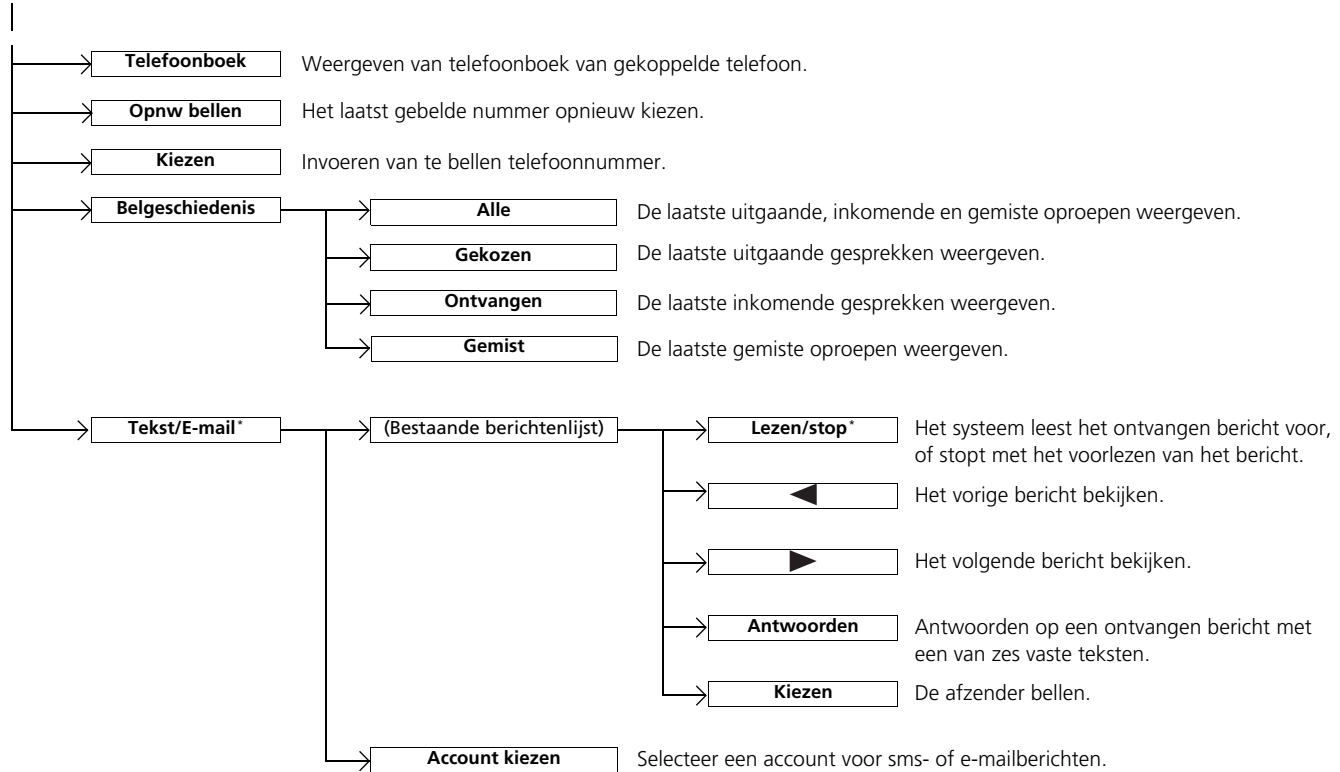 Telefoonboek Weergeven van telefoonboek van gekoppelde telefoon.
Opnw bellen Het laatst gebelde nummer opnieuw kiezen.
Kiezen Invoeren van te bellen telefoonnummer.
Belgeschiedenis Alle De laatste uitgaande, inkomende en gemiste oproepen weergeven.
Gekozen De laatste uitgaande gesprekken weergeven.
Ontvangen De laatste inkomende gesprekken weergeven.
Gemist De laatste gemiste oproepen weergeven.
Tekst/E-mail* (Bestaande berichtenlijst) Lezen/stop* Het systeem leest het ontvangen bericht voor,
of stopt met het voorlezen van het bericht.
◄ Het vorige bericht bekijken.
► Het volgende bericht bekijken.
Antwoorden Antwoorden op een ontvangen bericht met
een van zes vaste teksten.
Kiezen De afzender bellen.
Account kiezen Selecteer een account voor sms- of e-mailberichten.